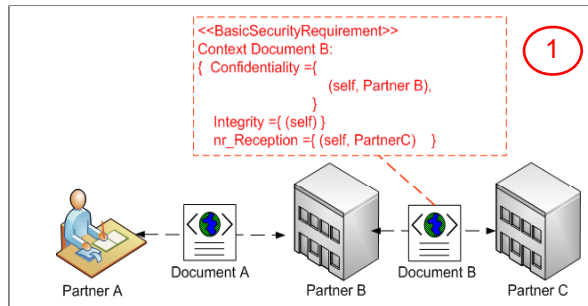 <<BasicSecurityRequirement>>
Context Document B:
{ Confidentiality ={
(self, Partner B),
}
Integrity ={ (self) }
nr_Reception ={ (self, PartnerC) }
1
Document A
Document B
Partner A
Partner B
Partner C